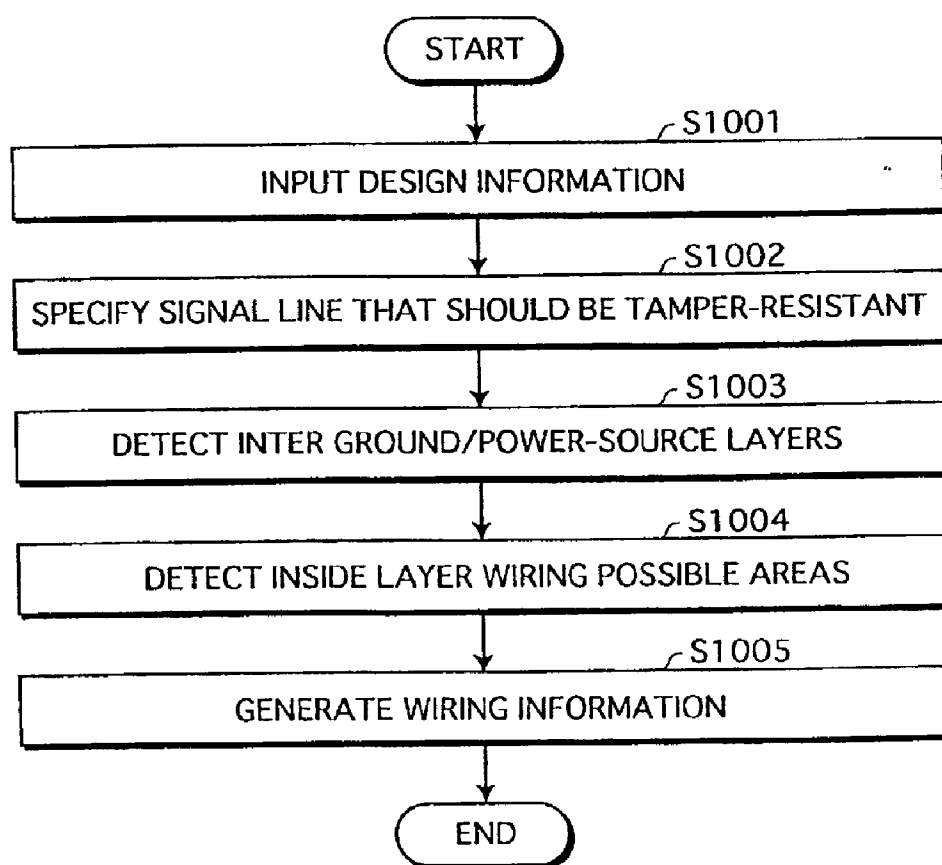 START
S1001
INPUT DESIGN INFORMATION
S1002
SPECIFY SIGNAL LINE THAT SHOULD BE TAMPER-RESISTANT
S1003
DETECT INTER GROUND/POWER-SOURCE LAYERS
S1004
DETECT INSIDE LAYER WIRING POSSIBLE AREAS
S1005
GENERATE WIRING INFORMATION
END